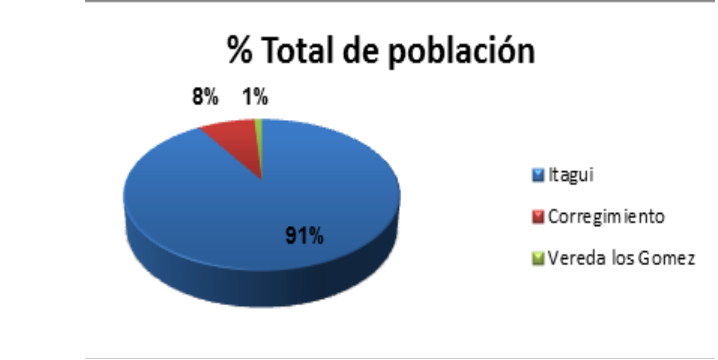 % Total de población
8% 1%
91%
Itagui
Corregimiento
Vereda los Gomez